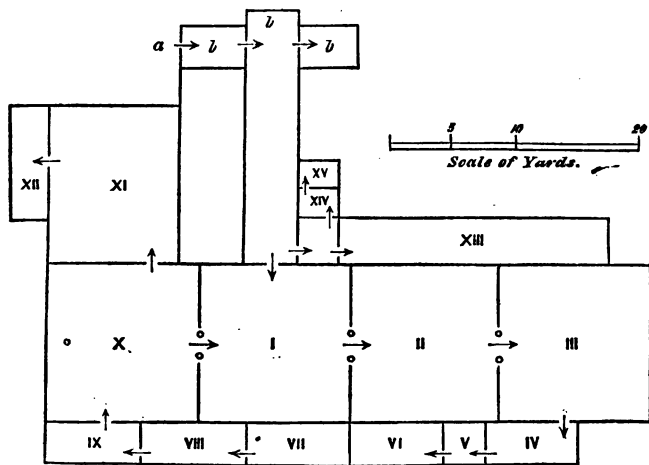 b
a b b
5 10 20
Scale of Yards.
XV
XII XI XIV
XIII
X I II III
IX VIII VII VI V IV